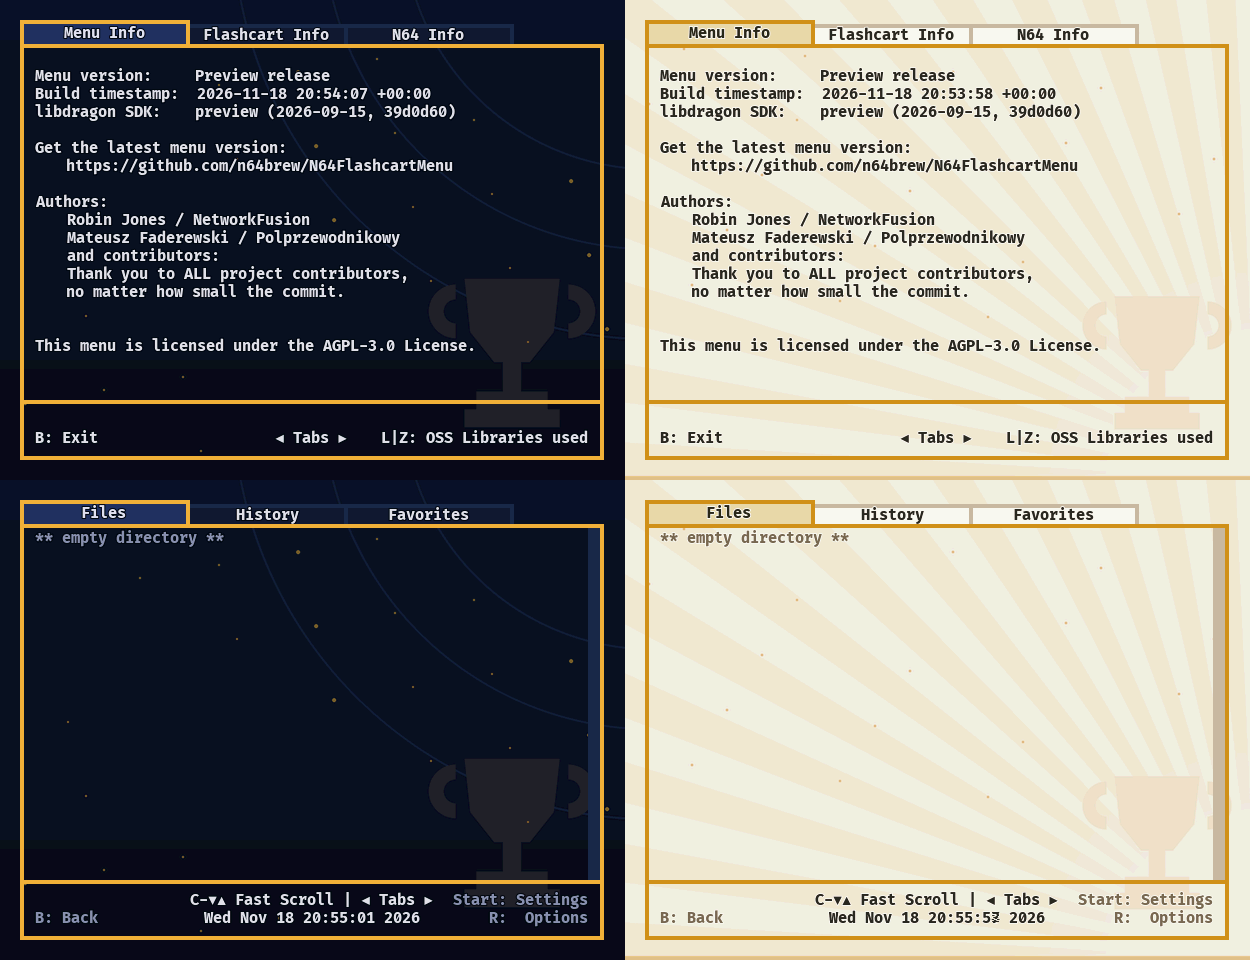 Menu Info Flashcart Info N64 Info
Menu version: Preview release
Build timestamp: 2026-11-18 20:54:07 +00:00
libdragon SDK: preview (2026-09-15, 39d0d60)
Get the latest menu version:
https://github.com/n64brew/N64FlashcartMenu
Authors:
Robin Jones / NetworkFusion
Mateusz Faderewski / Polprzewodnikowy
and contributors:
Thank you to ALL project contributors,
no matter how small the commit.
This menu is licensed under the AGPL-3.0 License.
B: Exit ◄ Tabs ► L|Z: OSS Libraries used
Menu Info Flashcart Info N64 Info
Menu version: Preview release
Build timestamp: 2026-11-18 20:53:58 +00:00
libdragon SDK: preview (2026-09-15, 39d0d60)
Get the latest menu version:
https://github.com/n64brew/N64FlashcartMenu
Authors:
Robin Jones / NetworkFusion
Mateusz Faderewski / Polprzewodnikowy
and contributors:
Thank you to ALL project contributors,
no matter how small the commit.
This menu is licensed under the AGPL-3.0 License.
B: Exit ◄ Tabs ► L|Z: OSS Libraries used
Files History Favorites
** empty directory **
C-▼▲ Fast Scroll | ◄ Tabs ► Start: Settings
B: Back Wed Nov 18 20:55:01 2026 R: Options
Files History Favorites
** empty directory **
C-▼▲ Fast Scroll | ◄ Tabs ► Start: Settings
B: Back Wed Nov 18 2026 R: Options